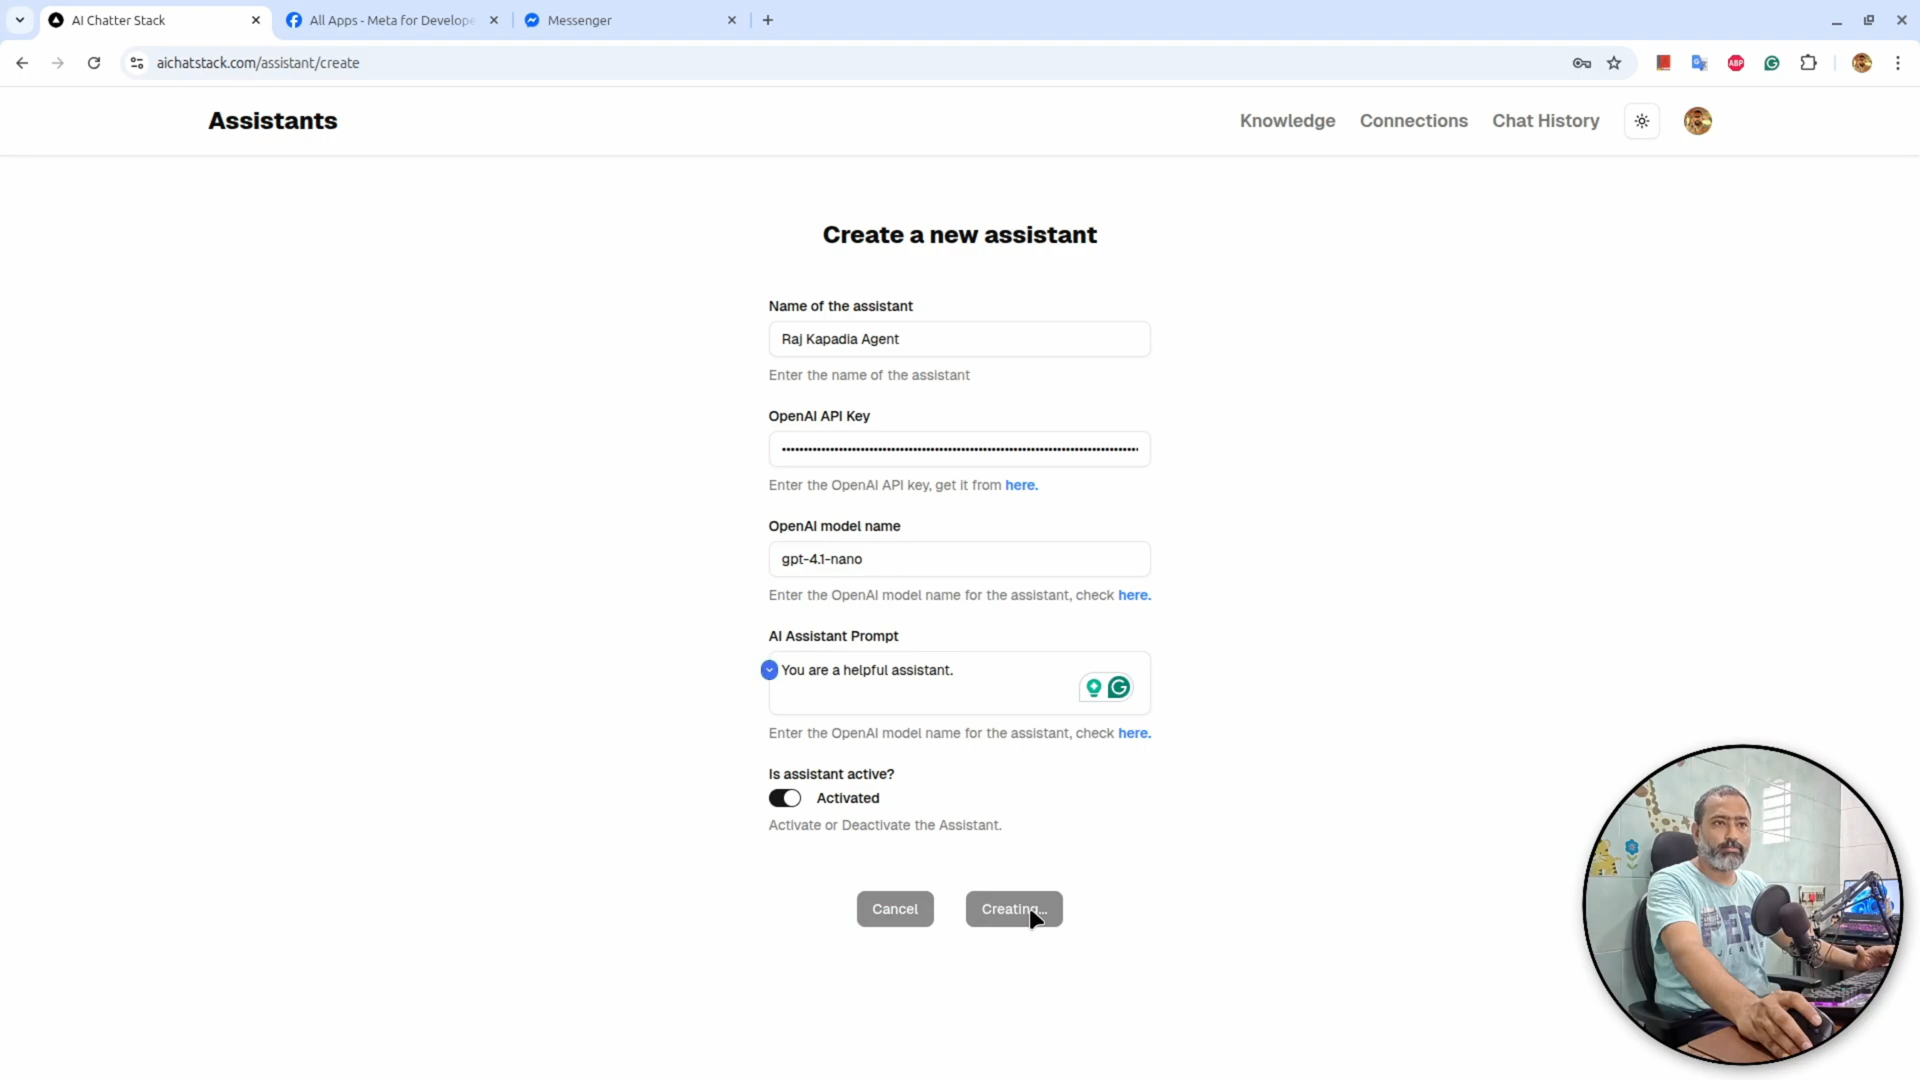 AI Chatter Stack
All Apps - Meta for Develope
Messenger
aichatstack.com/assistant/create
ABP
Assistants
Knowledge
Connections
Chat History
Create a new assistant
Name of the assistant
Raj Kapadia Agent
Enter the name of the assistant
OpenAI API Key
Enter the OpenAI API key, get it from here.
OpenAI model name
gpt-4.1-nano
Enter the OpenAI model name for the assistant, check here.
AI Assistant Prompt
You are a helpful assistant.
Enter the OpenAI model name for the assistant, check here.
Is assistant active?
Activated
Activate or Deactivate the Assistant.
Cancel
Creating...